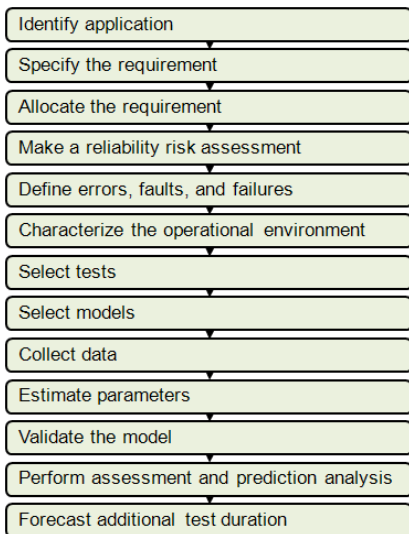 Identify application
Specify the requirement
Allocate the requirement
Make a reliability risk assessment
Define errors, faults, and failures
Characterize the operational environment
Select tests
Select models
Collect data
Estimate parameters
Validate the model
Perform assessment and prediction analysis
Forecast additional test duration